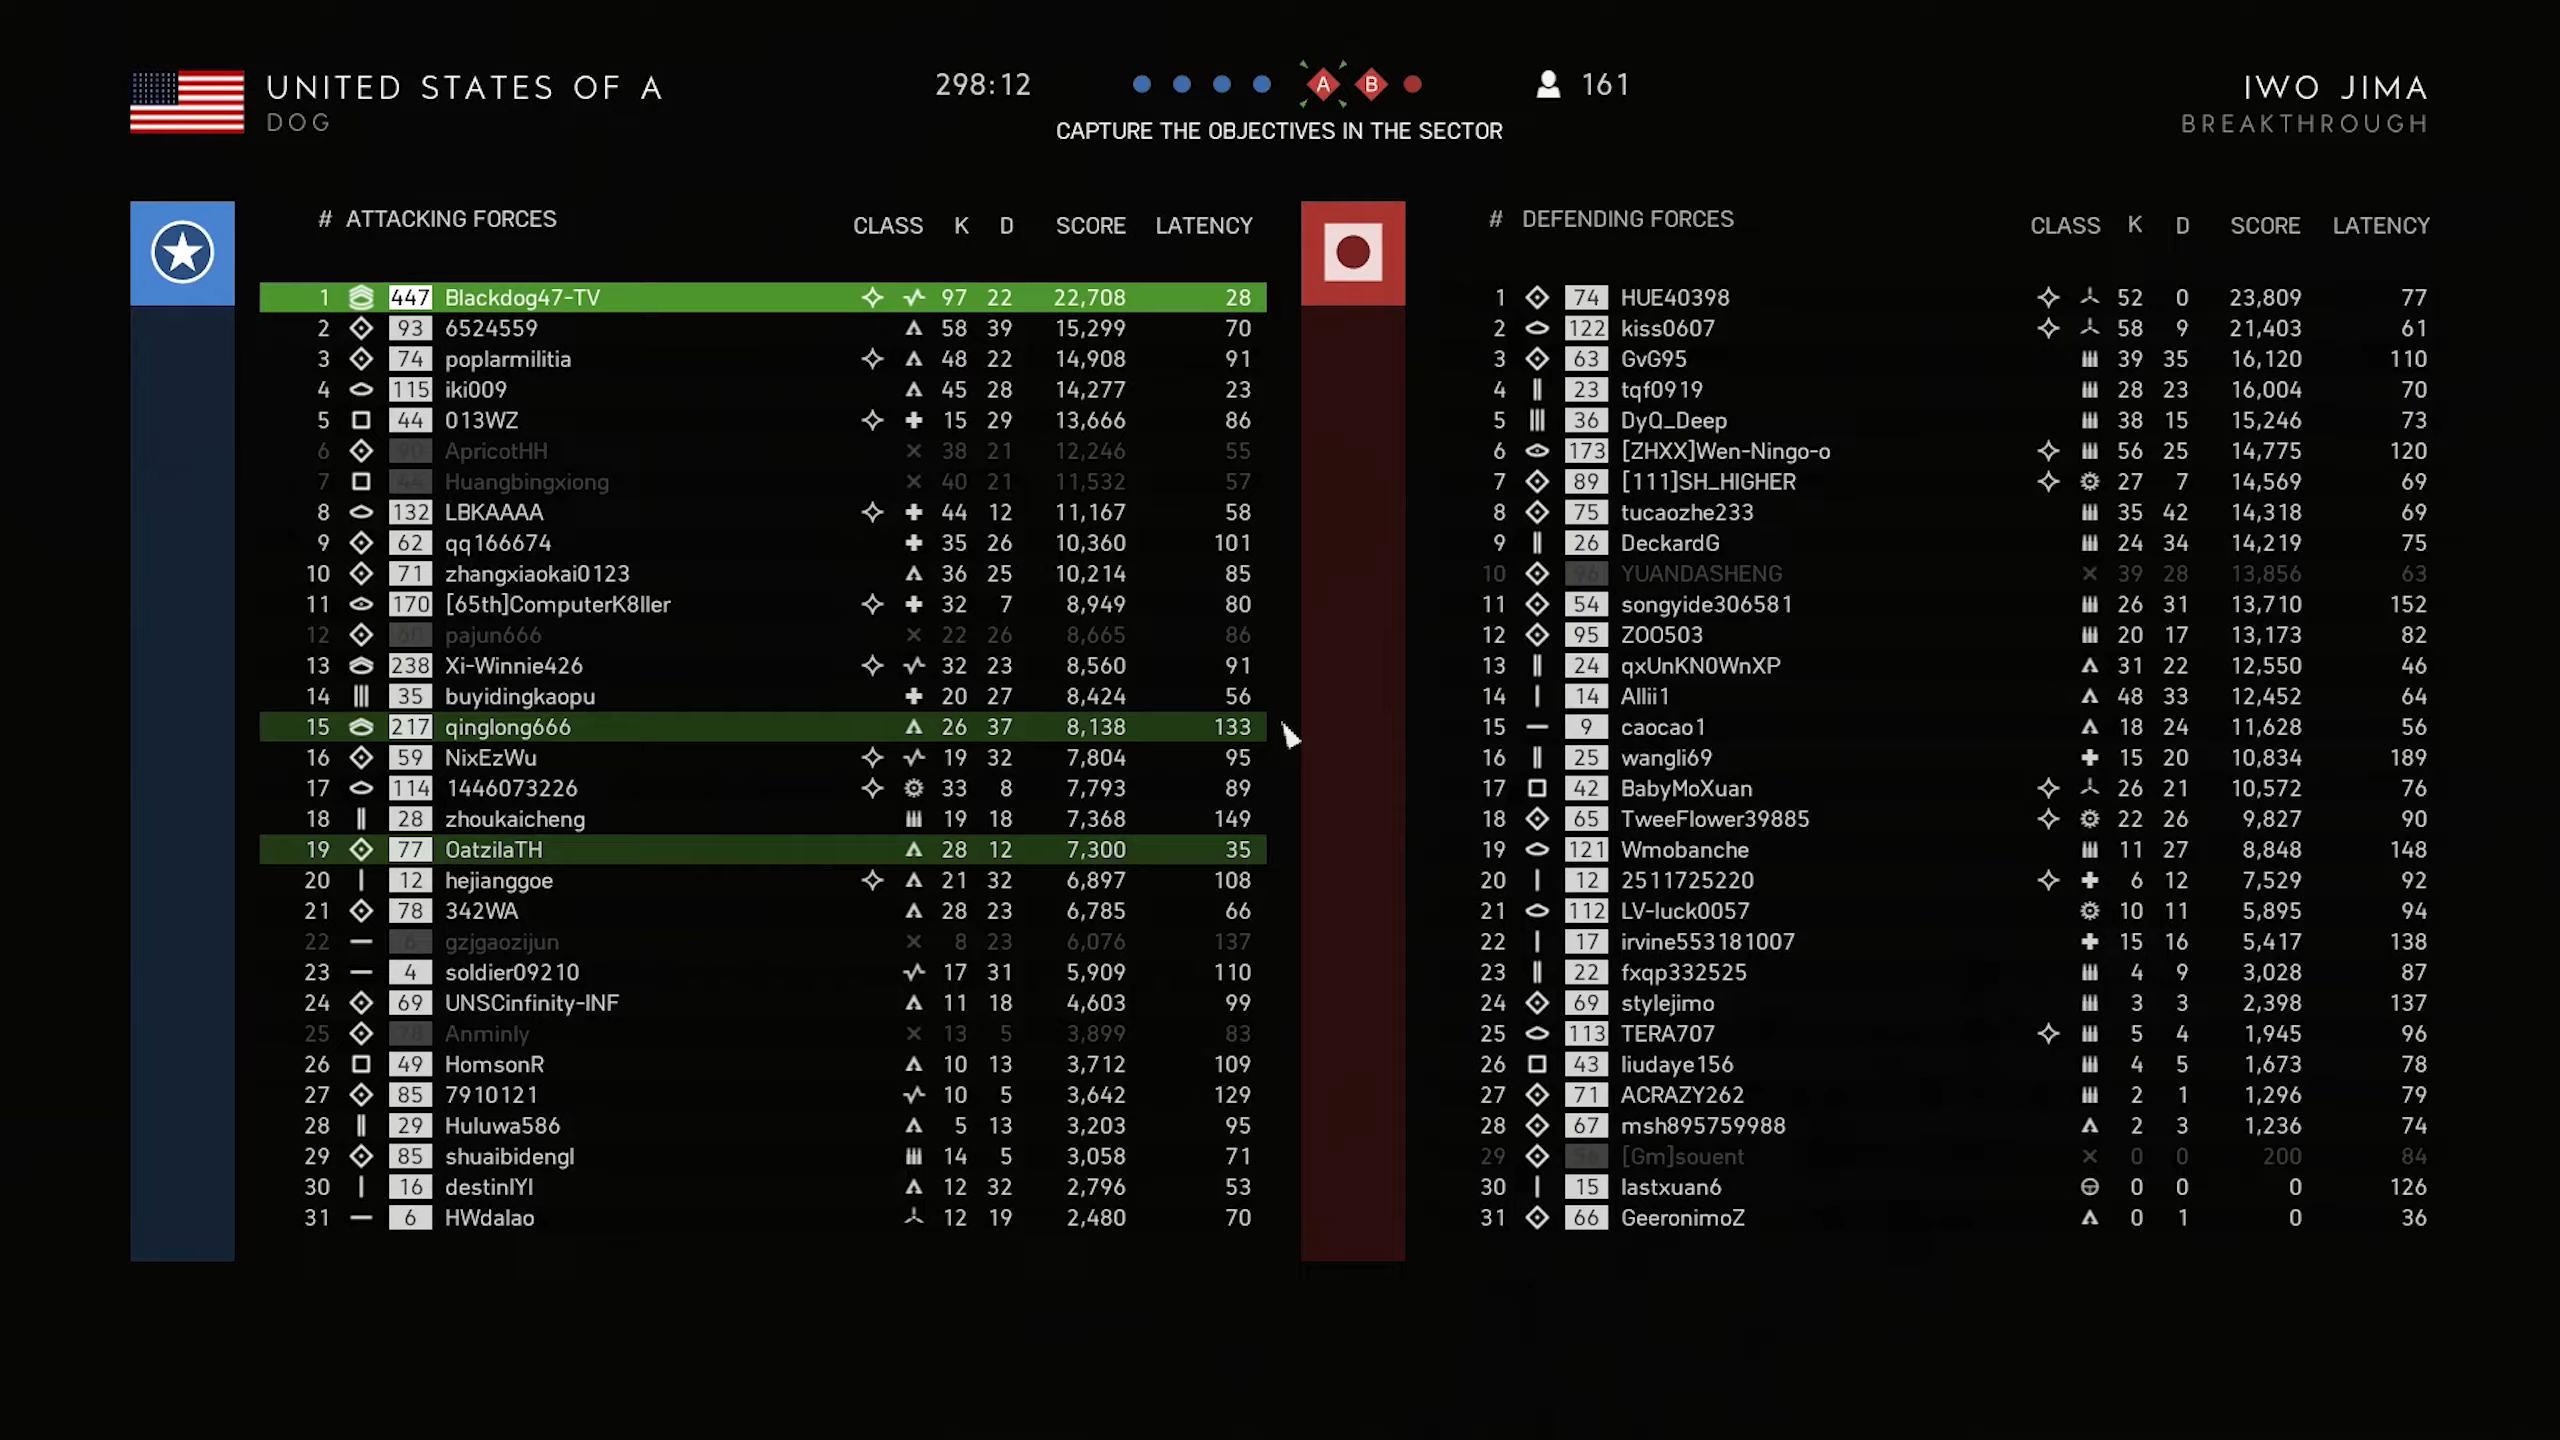 UNITED STATES OF A
DOG
298:12
A B
161
CAPTURE THE OBJECTIVES IN THE SECTOR
IWO JIMA
BREAKTHROUGH
# ATTACKING FORCES CLASS K D SCORE LATENCY
1 447 Blackdog47-TV 97 22 22,708 28
2 93 6524559 58 39 15,299 70
3 74 poplarmilitia 48 22 14,908 91
4 115 iki009 45 28 14,277 23
5 44 013WZ 15 29 13,666 86
6 90 ApricotHH 38 21 12,246 55
7 44 Huangbingxiong 40 21 11,532 57
8 132 LBKAAAA 44 12 11,167 58
9 62 qq166674 35 26 10,360 101
10 71 zhangxiaokai0123 36 25 10,214 85
11 170 [65th]ComputerK8ller 32 7 8,949 80
12 60 pajun666 22 26 8,665 86
13 238 Xi-Winnie426 32 23 8,560 91
14 35 buyidingkaopu 20 27 8,424 56
15 217 qinglong666 26 37 8,138 133
16 59 NixEzWu 19 32 7,804 95
17 114 1446073226 33 8 7,793 89
18 28 zhoukaicheng 19 18 7,368 149
19 77 OatzilaTH 28 12 7,300 35
20 12 hejianggoe 21 32 6,897 108
21 78 342WA 28 23 6,785 66
22 6 gzjgaozijun 8 23 6,076 137
23 4 soldier09210 17 31 5,909 110
24 69 UNSCinfinity-INF 11 18 4,603 99
25 78 Anminly 13 5 3,899 83
26 49 HomsonR 10 13 3,712 109
27 85 7910121 10 5 3,642 129
28 29 Huluwa586 5 13 3,203 95
29 85 shuaibidengl 14 5 3,058 71
30 16 destinlYl 12 32 2,796 53
31 6 HWdalao 12 19 2,480 70
# DEFENDING FORCES CLASS K D SCORE LATENCY
1 74 HUE40398 52 0 23,809 77
2 122 kiss0607 58 9 21,403 61
3 63 GvG95 39 35 16,120 110
4 23 tqf0919 28 23 16,004 70
5 36 DyQ_Deep 38 15 15,246 73
6 173 [ZHXX]Wen-Ningo-o 56 25 14,775 120
7 89 [111]SH_HIGHER 27 7 14,569 69
8 75 tucaozhe233 35 42 14,318 69
9 26 DeckardG 24 34 14,219 75
10 96 YUANDASHENG 39 28 13,856 63
11 54 songyide306581 26 31 13,710 152
12 95 ZOO503 20 17 13,173 82
13 24 qxUnKN0WnXP 31 22 12,550 46
14 14 Allii1 48 33 12,452 64
15 9 caocao1 18 24 11,628 56
16 25 wangli69 15 20 10,834 189
17 42 BabyMoXuan 26 21 10,572 76
18 65 TweeFlower39885 22 26 9,827 90
19 121 Wmobanche 11 27 8,848 148
20 12 2511725220 6 12 7,529 92
21 112 LV-luck0057 10 11 5,895 94
22 17 irvine553181007 15 16 5,417 138
23 22 fxqp332525 4 9 3,028 87
24 69 stylejimo 3 3 2,398 137
25 113 TERA707 5 4 1,945 96
26 43 liudaye156 4 5 1,673 78
27 71 ACRAZY262 2 1 1,296 79
28 67 msh895759988 2 3 1,236 74
29 [Gm]souent 0 0 200 84
30 15 lastxuan6 0 0 0 126
31 66 GeeronimoZ 0 1 0 36